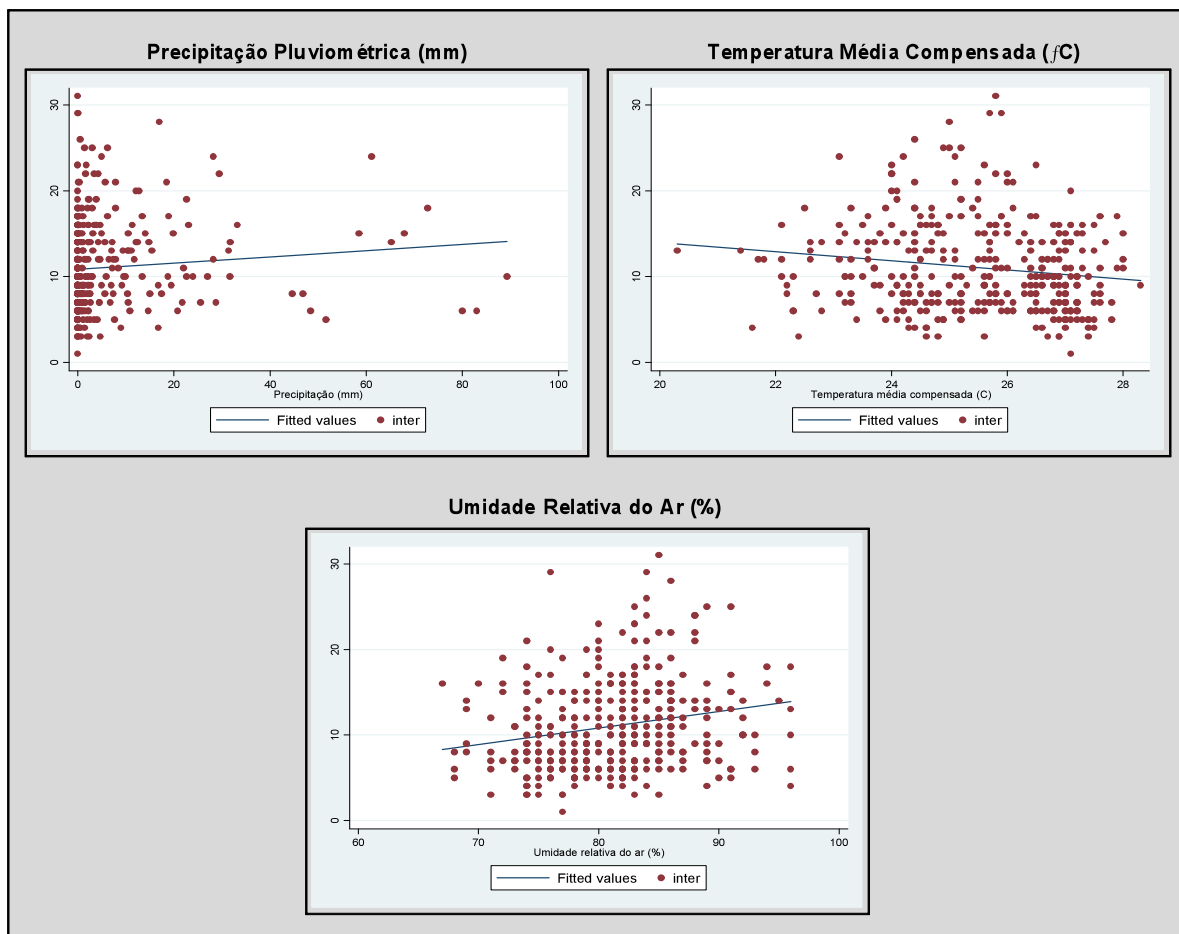 Precipitação Pluviométrica (mm)
30
20
10
0
0 20 40 60 80 100
Precipitação (mm)
Fitted values inter
Temperatura Média Compensada (ƒC)
30
20
10
0
20 22 24 26 28
Temperatura média compensada (C)
Fitted values inter
Umidade Relativa do Ar (%)
30
20
10
0
60 70 80 90 100
Umidade relativa do ar (%)
Fitted values inter